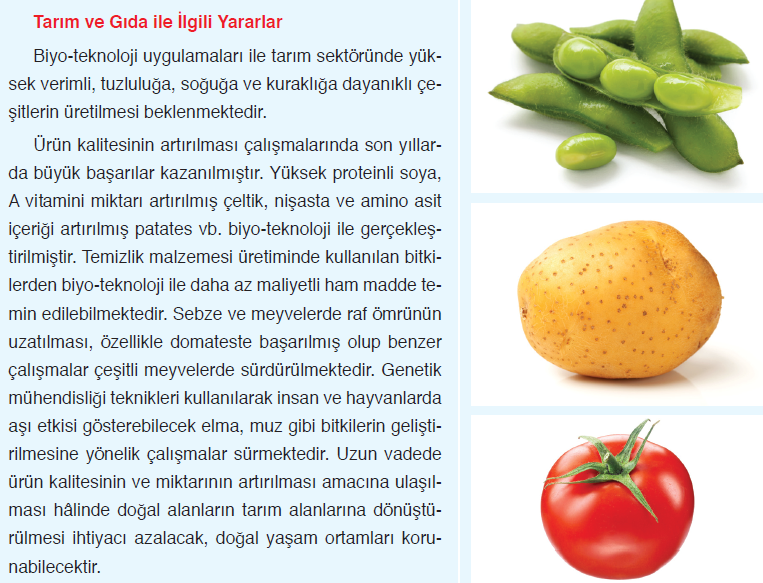 Tarım ve Gıda ile İlgili Yararlar
Biyo-teknoloji uygulamaları ile tarım sektöründe yük-
sek verimli, tuzluluğa, soğuğa ve kuraklığa dayanıklı çe-
şitlerin üretilmesi beklenmektedir.
Ürün kalitesinin artırılması çalışmalarında son yıllar-
da büyük başarılar kazanılmıştır. Yüksek proteinli soya,
A vitamini miktarı artırılmış çeltik, nişasta ve amino asit
içeriği artırılmış patates vb. biyo-teknoloji ile gerçekleş-
tirilmiştir. Temizlik malzemesi üretiminde kullanılan bitki-
lerden biyo-teknoloji ile daha az maliyetli ham madde te-
min edilebilmektedir. Sebze ve meyvelerde raf ömrünün
uzatılması, özellikle domateste başarılmış olup benzer
çalışmalar çeşitli meyvelerde sürdürülmektedir. Genetik
mühendisliği teknikleri kullanılarak insan ve hayvanlarda
aşı etkisi gösterebilecek elma, muz gibi bitkilerin gelişti-
rilmesine yönelik çalışmalar sürmektedir. Uzun vadede
ürün kalitesinin ve miktarının artırılması amacına ulaşıl-
ması hâlinde doğal alanların tarım alanlarına dönüştü-
rülmesi ihtiyacı azalacak, doğal yaşam ortamları koru-
nabilecektir.